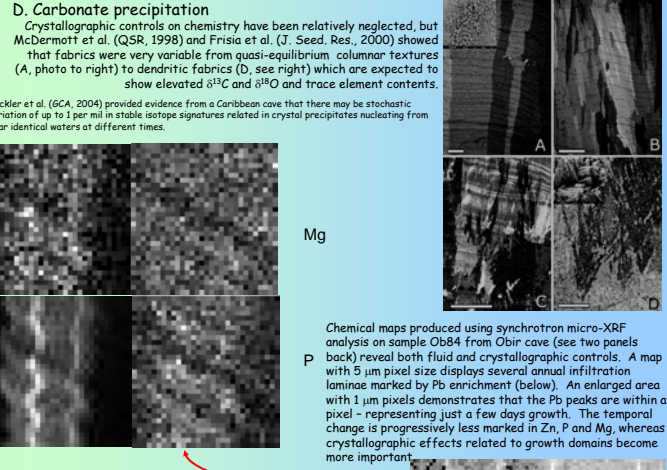 D. Carbonate precipitation
Crystallographic controls on chemistry have been relatively neglected, but
McDermott et al. (QSR, 1998) and Frisia et al. (J. Sed. Res., 2000) showed
that fabrics were very variable from quasi-equilibrium columnar textures
(A, photo to right) to dendritic fabrics (D, see right) which are expected to
show elevated δ13C and δ18O and trace element contents.
ckler et al. (GCA, 2004) provided evidence from a Caribbean cave that there may be stochastic
riation of up to 1 per mil in stable isotope signatures related in crystal precipitates nucleating from
ar identical waters at different times.
A
B
C
D
Mg
P
Chemical maps produced using synchrotron micro-XRF
analysis on sample Ob84 from Obir cave (see two panels
back) reveal both fluid and crystallographic controls. A map
with 5 μm pixel size displays several annual infiltration
laminae marked by Pb enrichment (below). An enlarged area
with 1 μm pixels demonstrates that the Pb peaks are within a
pixel – representing just a few days growth. The temporal
change is progressively less marked in Zn, P and Mg, whereas
crystallographic effects related to growth domains become
more important.